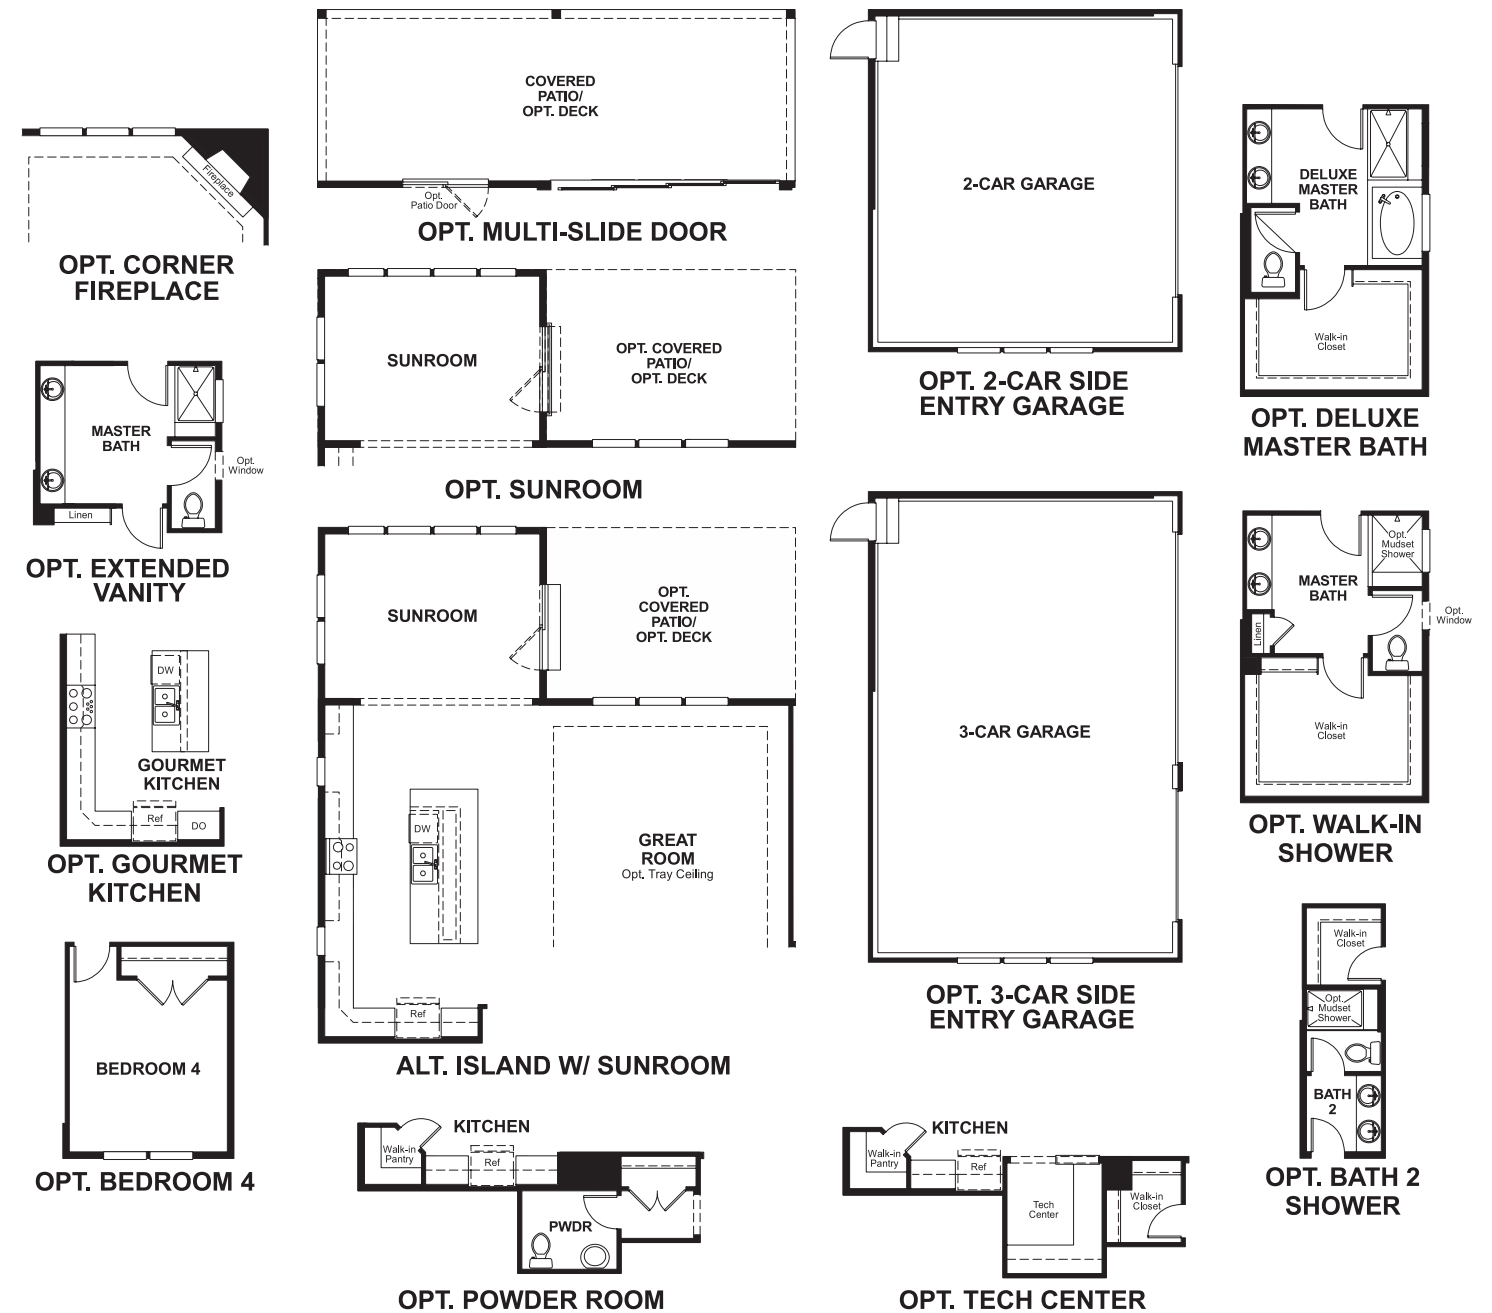 Fireplace
OPT. CORNER
FIREPLACE
MASTER
BATH
Opt.
Window
Linen
OPT. EXTENDED
VANITY
DW
GOURMET
KITCHEN
Ref
DO
OPT. GOURMET
KITCHEN
BEDROOM 4
OPT. BEDROOM 4
COVERED
PATIO/
OPT. DECK
Opt.
Patio Door
OPT. MULTI-SLIDE DOOR
SUNROOM
OPT. COVERED
PATIO/
OPT. DECK
OPT. SUNROOM
SUNROOM
OPT.
COVERED
PATIO/
OPT. DECK
DW
GREAT
ROOM
Opt. Tray Ceiling
Ref
ALT. ISLAND W/ SUNROOM
KITCHEN
Walk-in
Pantry
Ref
PWDR
OPT. POWDER ROOM
2-CAR GARAGE
OPT. 2-CAR SIDE
ENTRY GARAGE
3-CAR GARAGE
OPT. 3-CAR SIDE
ENTRY GARAGE
KITCHEN
Walk-in
Pantry
Ref
Tech
Center
Walk-in
Closet
OPT. TECH CENTER
DELUXE
MASTER
BATH
Walk-in
Closet
OPT. DELUXE
MASTER BATH
Opt.
Mudset
Shower
MASTER
BATH
Opt.
Window
Linen
Walk-in
Closet
OPT. WALK-IN
SHOWER
Walk-in
Closet
Opt.
Mudset
Shower
BATH
2
OPT. BATH 2
SHOWER